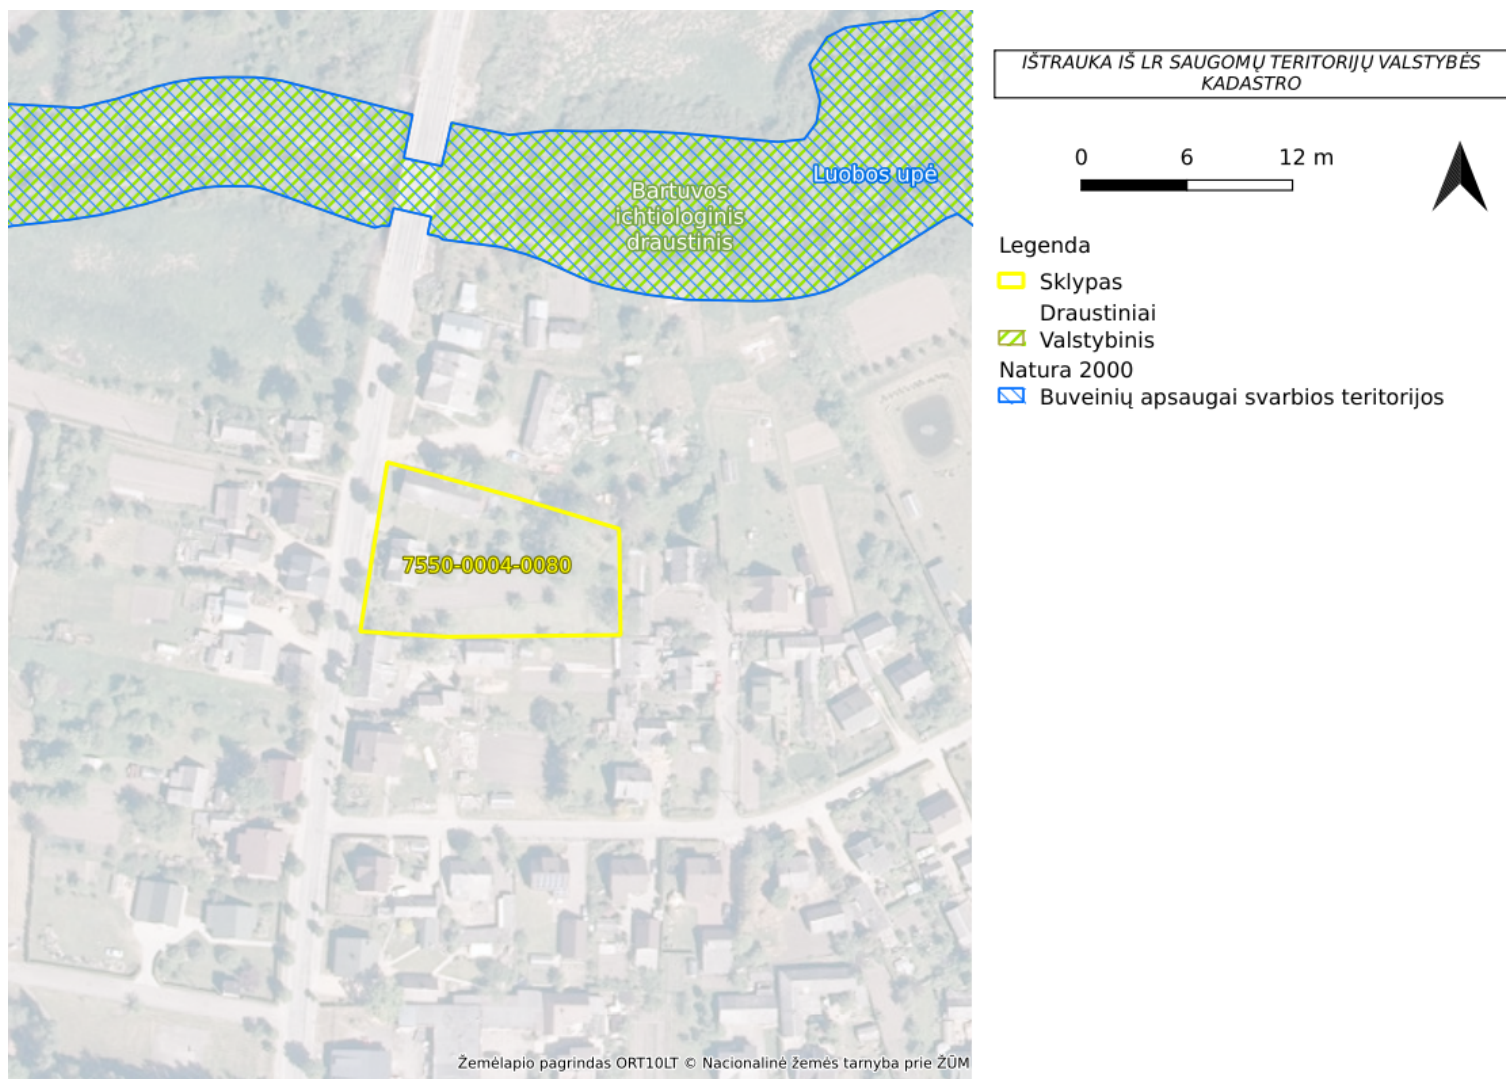 IŠTRAUKA IŠ LR SAUGOMŲ TERITORIJŲ VALSTYBĖS
KADASTRO
0 6 12 m
Legenda
Sklypas
Draustiniai
Valstybinis
Natura 2000
Buveinių apsaugai svarbios teritorijos
Luobos upė
Bartuvos
ichtiologinis
draustinis
7550-0004-0080
Žemėlapio pagrindas ORT10LT © Nacionalinė žemės tarnyba prie ŽŪM